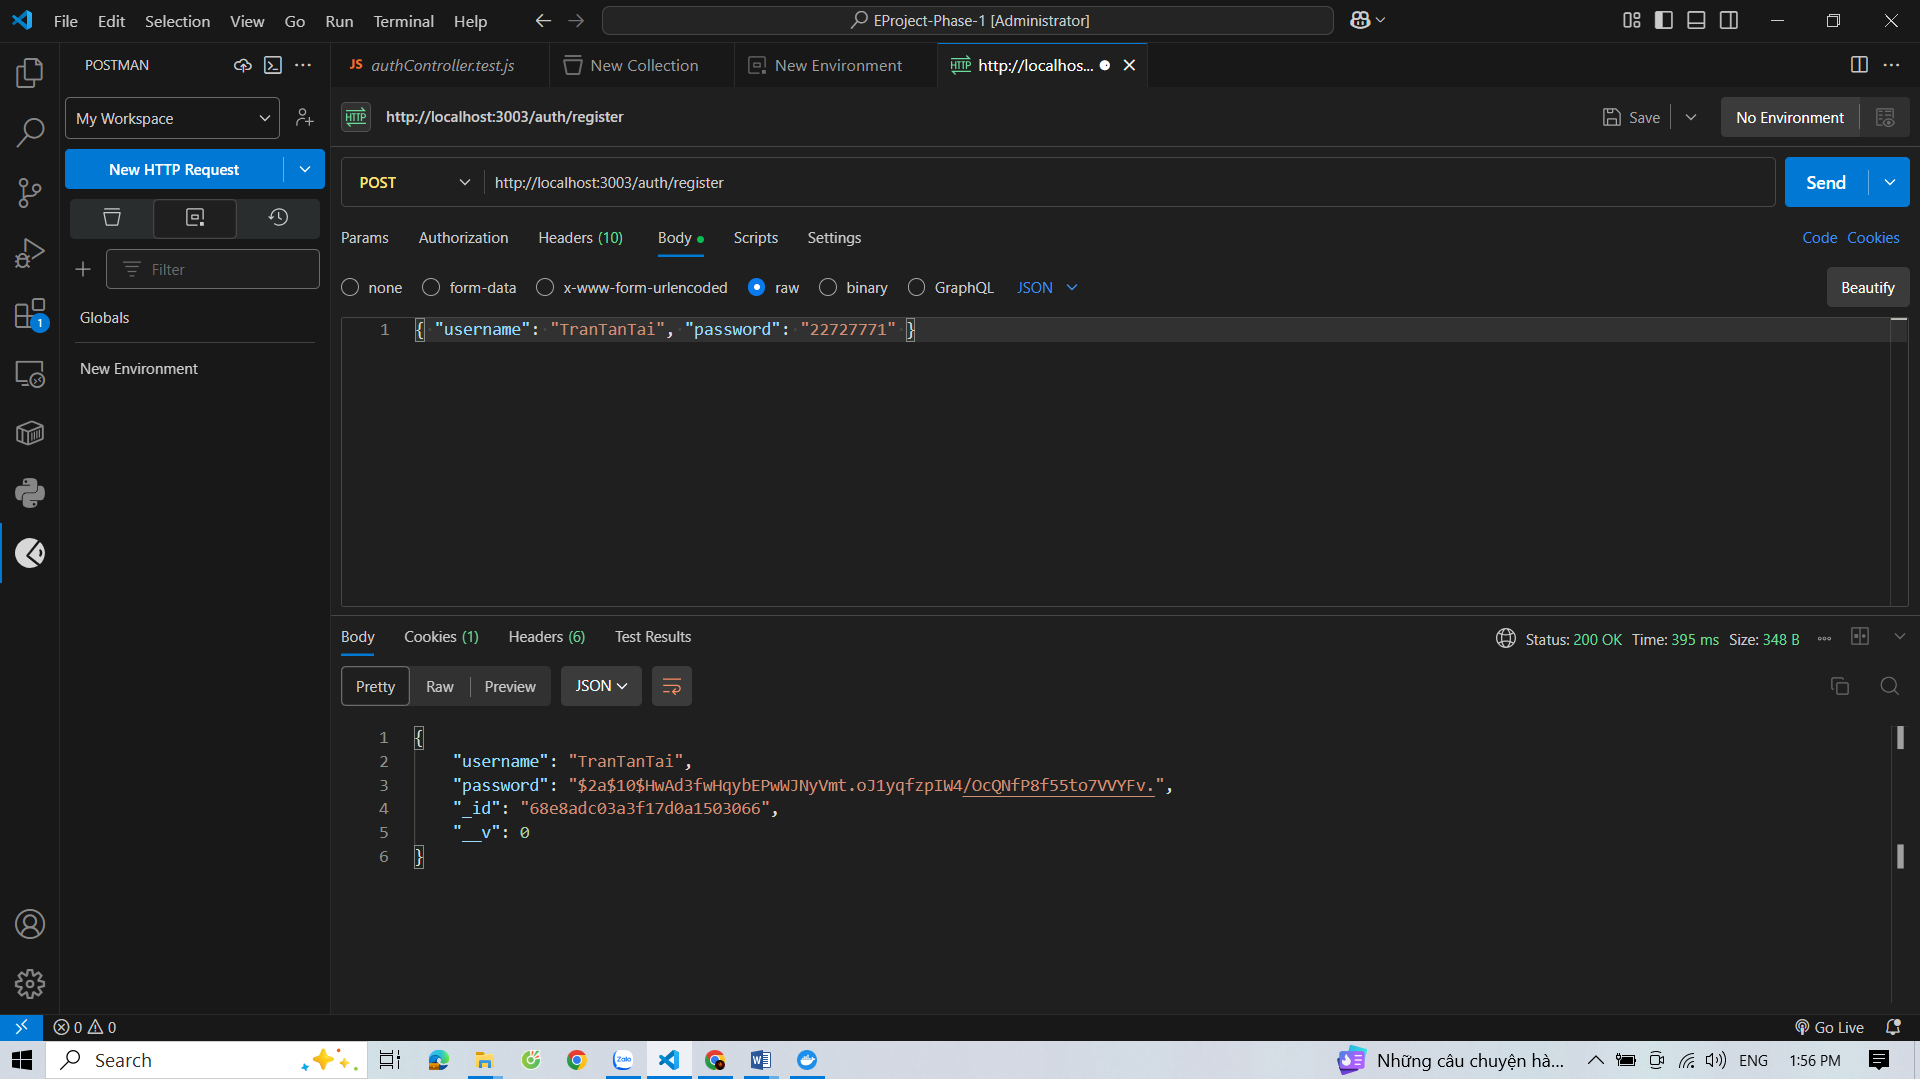 File Edit Selection View Go Run Terminal Help
EProject-Phase-1 [Administrator]
POSTMAN
JS authController.test.js
New Collection
New Environment
http://localhos...
My Workspace
http://localhost:3003/auth/register
Save
No Environment
New HTTP Request
POST
http://localhost:3003/auth/register
Send
Params
Authorization
Headers (10)
Body
Scripts
Settings
Code
Cookies
Filter
none
form-data
x-www-form-urlencoded
raw
binary
GraphQL
JSON
Beautify
Globals
1
1 { "username": "TranTanTai", "password": "22727771" }
New Environment
Body
Cookies (1)
Headers (6)
Test Results
Status: 200 OK Time: 395 ms Size: 348 B
Pretty
Raw
Preview
JSON
1 {
2 "username": "TranTanTai",
3 "password": "$2a$10$HwAd3fwHqybEPwWJNyVmt.oJ1yqfzpIW4/OcQNfP8f55to7VVYFv.",
4 "_id": "68e8adc03a3f17d0a1503066",
5 "__v": 0
6 }
0 0
Go Live
Search
Zalo
Những câu chuyện hà...
ENG
1:56 PM